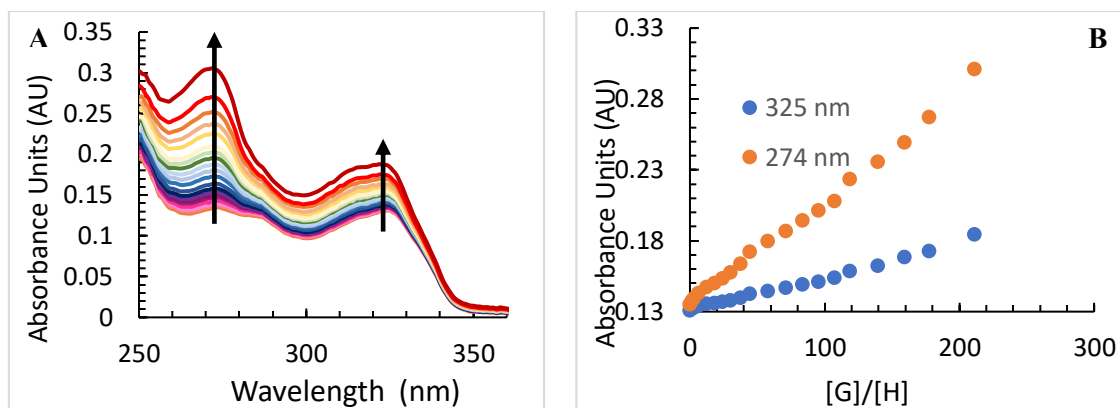 A
Absorbance Units (AU)
0.35
0.3
0.25
0.2
0.15
0.1
0.05
0
250
300
350
Wavelength (nm)
B
Absorbance Units (AU)
0.33
0.28
0.23
0.18
0.13
325 nm
274 nm
0
100
200
300
[G]/[H]